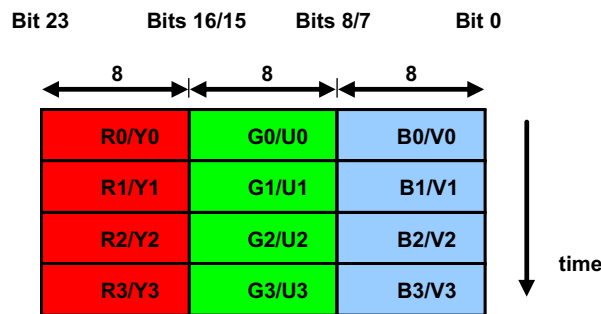 Bit 23 Bits 16/15 Bits 8/7 Bit 0
8 8 8
R0/Y0 G0/U0 B0/V0
R1/Y1 G1/U1 B1/V1
R2/Y2 G2/U2 B2/V2
time
R3/Y3 G3/U3 B3/V3